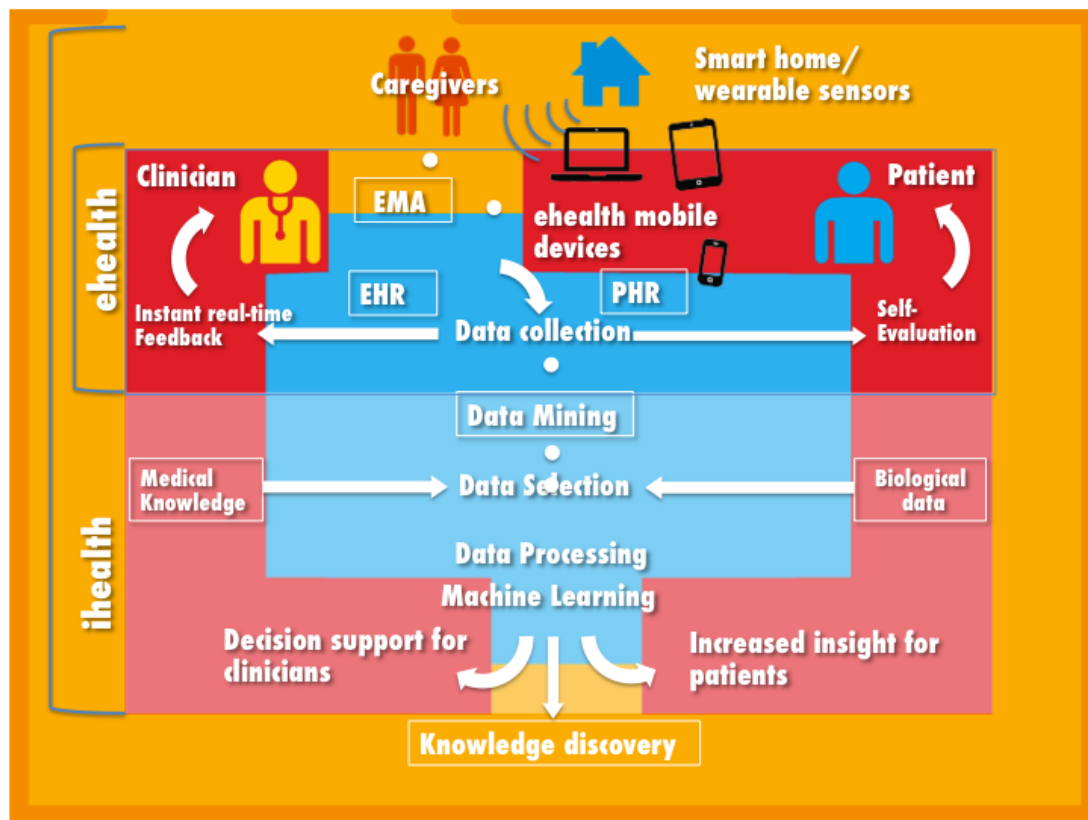 Caregivers
Smart home/
wearable sensors
ehealth
Clinician
EMA
ehealth mobile
devices
Patient
EHR
PHR
Instant real-time
Feedback
Data collection
Self-
Evaluation
ihealth
Data Mining
Medical
Knowledge
Data Selection
Biological
data
Data Processing
Machine Learning
Decision support for
clinicians
Increased insight for
patients
Knowledge discovery